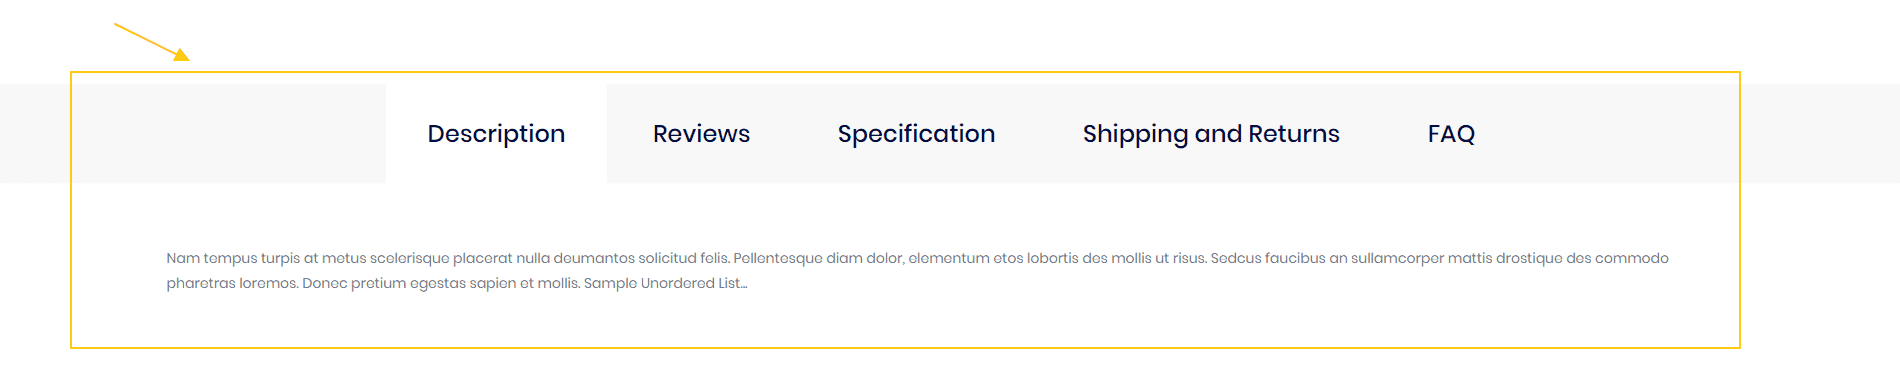 Description Reviews Specification Shipping and Returns FAQ
Nam tempus turpis at metus scelerisque placerat nulla deumantos solicitud felis. Pellentesque diam dolor, elementum etos lobortis des mollis ut risus. Sedcus faucibus an sullamcorper mattis drostique des commodo
pharetras loremos. Donec pretium egestas sapien et mollis. Sample Unordered List...